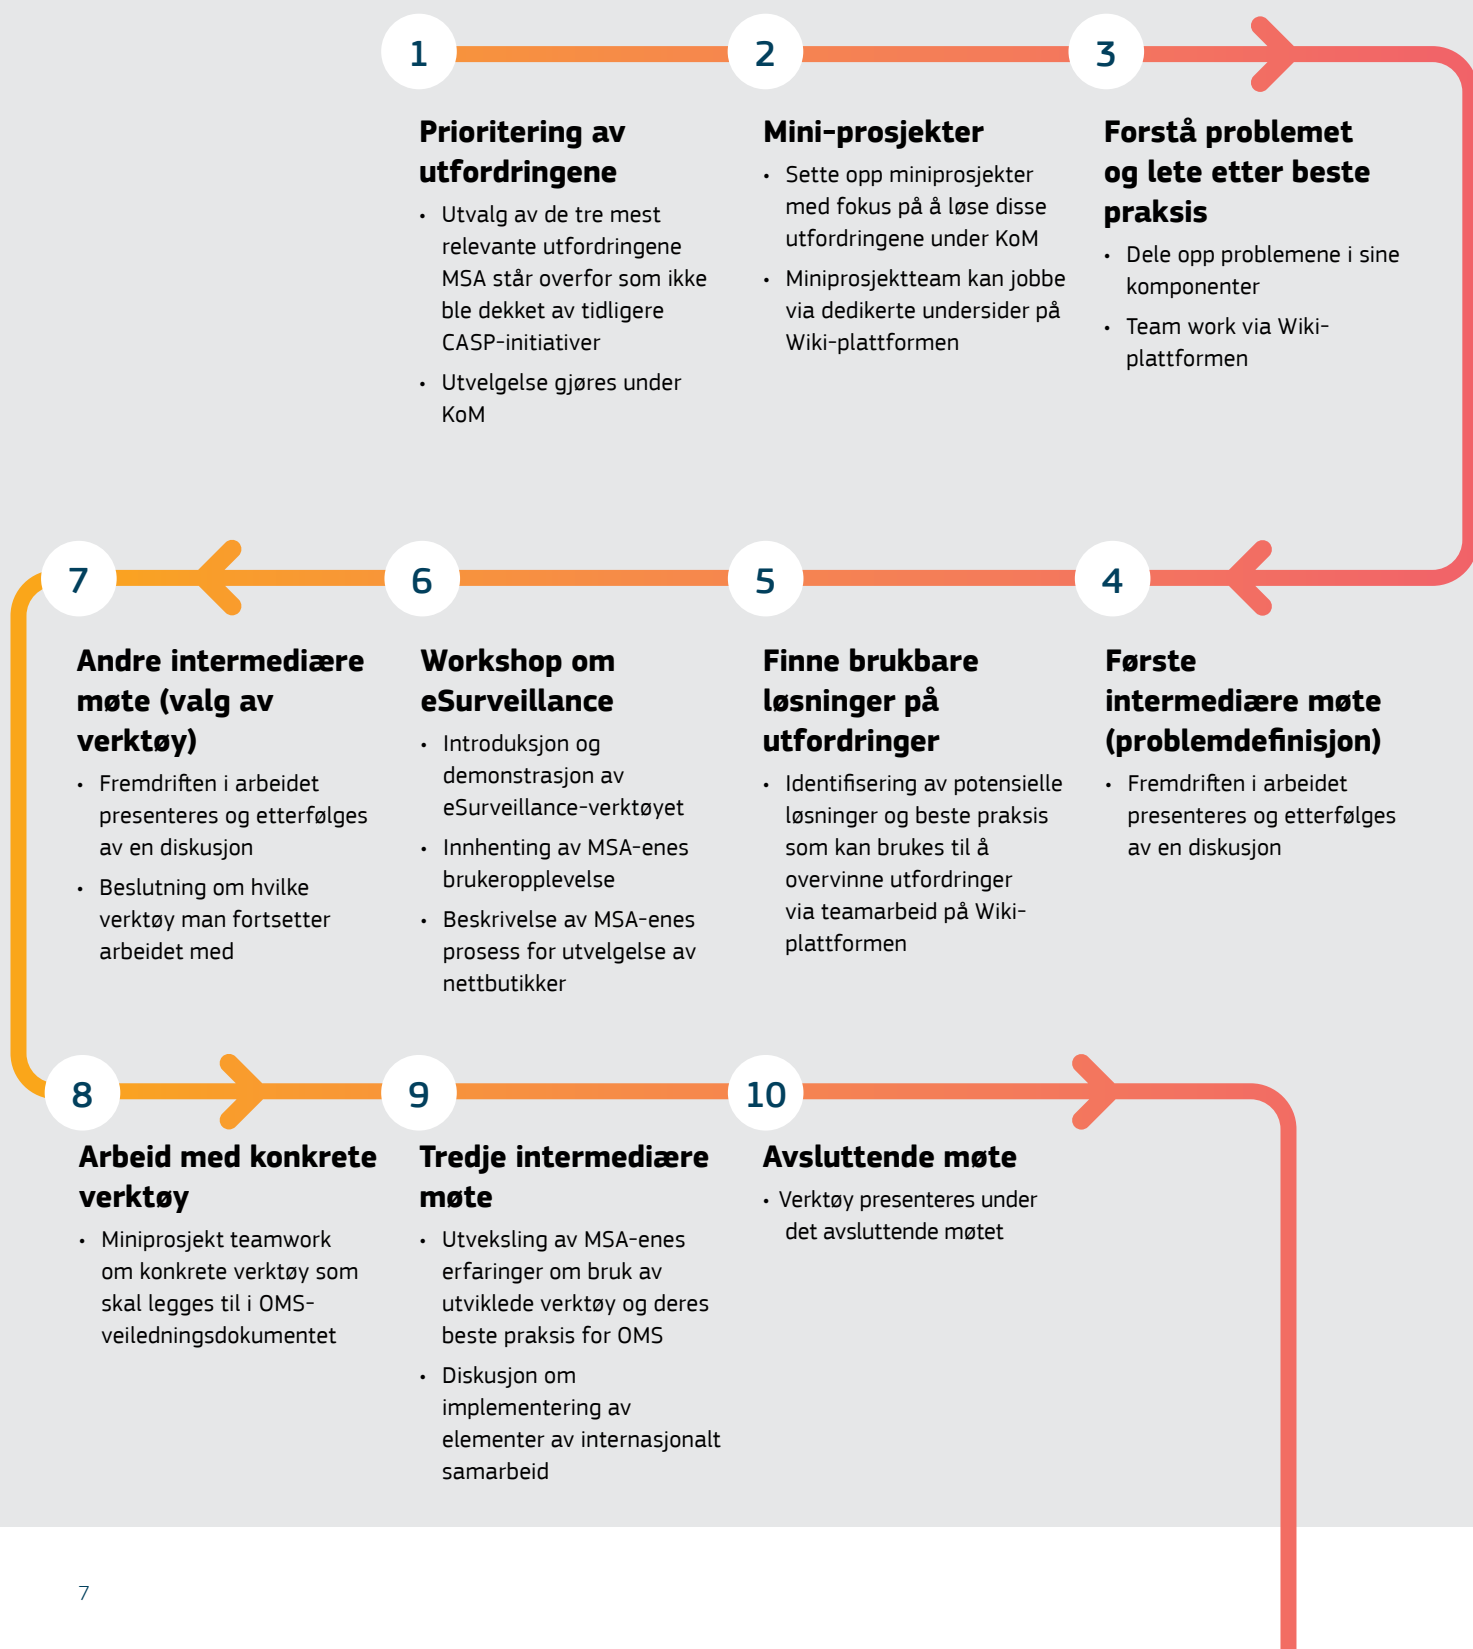 1
Prioritering av
utfordringene
• Utvalg av de tre mest
relevante utfordringene
MSA står overfor som ikke
ble dekket av tidligere
CASP-initiativer
• Utvelgelse gjøres under
KoM
2
Mini-prosjekter
• Sette opp miniprosjekter
med fokus på å løse disse
utfordringene under KoM
• Miniprosjektteam kan jobbe
via dedikerte undersider på
Wiki-plattformen
3
Forstå problemet
og lete etter beste
praksis
• Dele opp problemene i sine
komponenter
• Team work via Wiki-
plattformen
4
Første
intermediære møte
(problemdefinisjon)
• Fremdriften i arbeidet
presenteres og etterfølges
av en diskusjon
5
Finne brukbare
løsninger på
utfordringer
• Identifisering av potensielle
løsninger og beste praksis
som kan brukes til å
overvinne utfordringer
via teamarbeid på Wiki-
plattformen
6
Workshop om
eSurveillance
• Introduksjon og
demonstrasjon av
eSurveillance-verktøyet
• Innhenting av MSA-enes
brukeropplevelse
• Beskrivelse av MSA-enes
prosess for utvelgelse av
nettbutikker
7
Andre intermediære
møte (valg av
verktøy)
• Fremdriften i arbeidet
presenteres og etterfølges
av en diskusjon
• Beslutning om hvilke
verktøy man fortsetter
arbeidet med
8
Arbeid med konkrete
verktøy
• Miniprosjekt teamwork
om konkrete verktøy som
skal legges til i OMS-
veiledningsdokumentet
9
Tredje intermediære
møte
• Utveksling av MSA-enes
erfaringer om bruk av
utviklede verktøy og deres
beste praksis for OMS
• Diskusjon om
implementering av
elementer av internasjonalt
samarbeid
10
Avsluttende møte
• Verktøy presenteres under
det avsluttende møtet
7